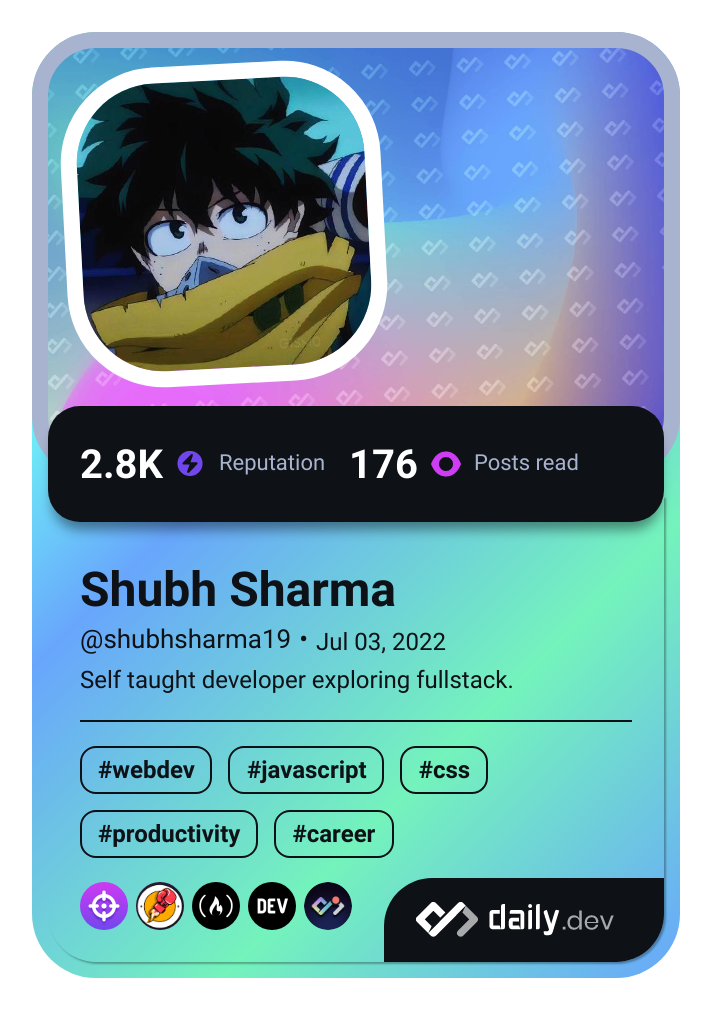 2.8K Reputation 176 Posts read
Shubh Sharma
@shubhsharma19 • Jul 03, 2022
Self taught developer exploring fullstack.
#webdev #javascript #css
#productivity #career
DEV daily.dev